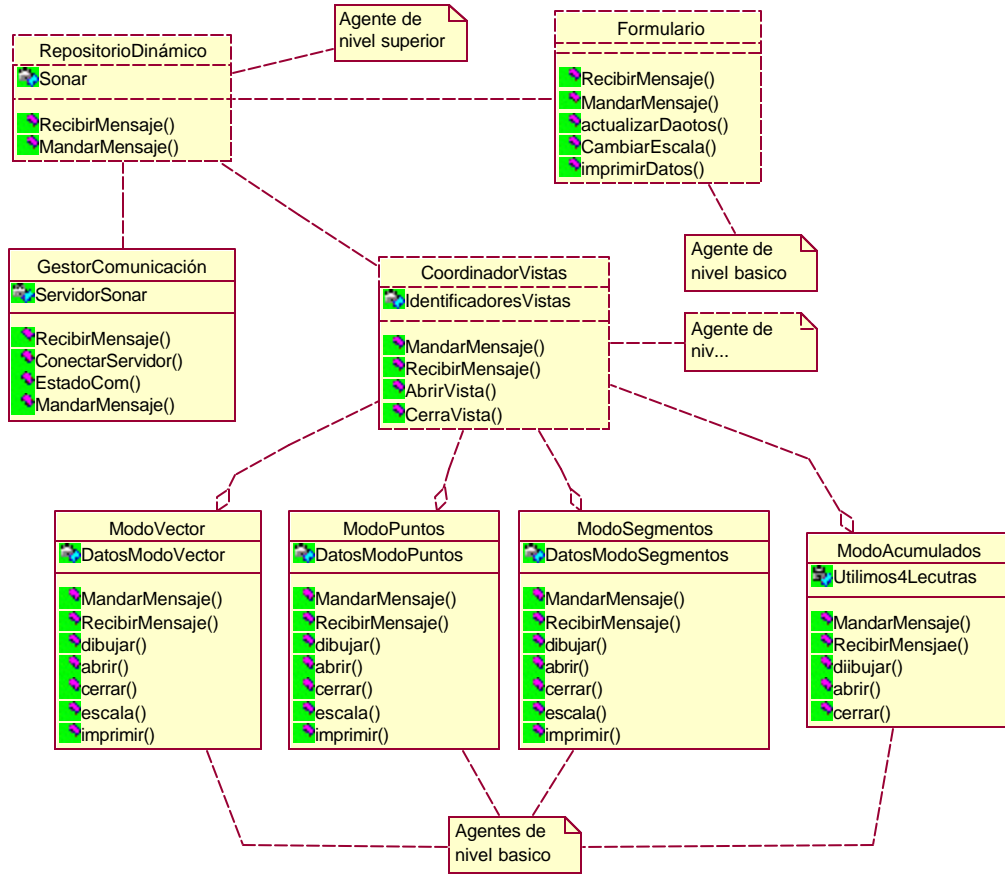 RepositorioDinámico
Sonar
RecibirMensaje()
MandarMensaje()
Agente de
nivel superior
Formulario
RecibirMensaje()
MandarMensaje()
actualizarDaotos()
CambiarEscala()
imprimirDatos()
Agente de
nivel basico
GestorComunicación
ServidorSonar
RecibirMensaje()
ConectarServidor()
EstadoCom()
MandarMensaje()
CoordinadorVistas
IdentificadoresVistas
MandarMensaje()
RecibirMensaje()
AbrirVista()
CerraVista()
Agente de
niv...
ModoVector
DatosModoVector
MandarMensaje()
RecibirMensaje()
dibujar()
abrir()
cerrar()
escala()
imprimir()
ModoPuntos
DatosModoPuntos
MandarMensaje()
RecibirMensaje()
dibujar()
abrir()
cerrar()
escala()
imprimir()
ModoSegmentos
DatosModoSegmentos
MandarMensaje()
RecibirMensaje()
dibujar()
abrir()
cerrar()
escala()
imprimir()
ModoAcumulados
Utilimos4Lecutras
MandarMensaje()
RecibirMensjae()
diibujar()
abrir()
cerrar()
Agentes de
nivel basico